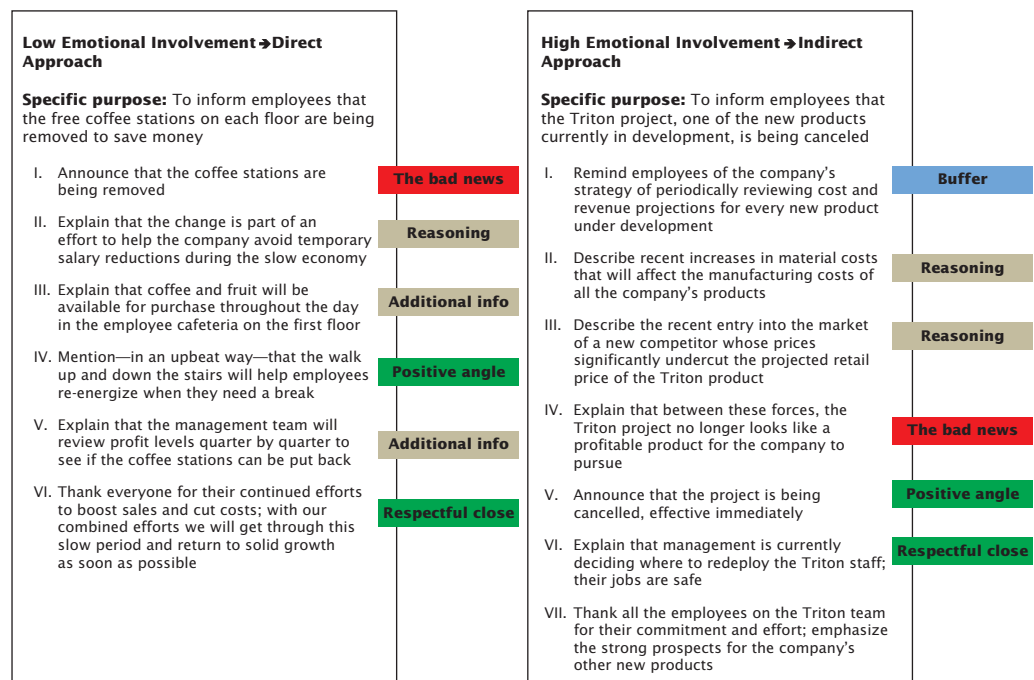 Low Emotional Involvement ➔Direct
Approach
Specific purpose: To inform employees that
the free coffee stations on each floor are being
removed to save money
I. Announce that the coffee stations are
being removed
The bad news
II. Explain that the change is part of an
effort to help the company avoid temporary
salary reductions during the slow economy
Reasoning
III. Explain that coffee and fruit will be
available for purchase throughout the day
in the employee cafeteria on the first floor
Additional info
IV. Mention—in an upbeat way—that the walk
up and down the stairs will help employees
re-energize when they need a break
Positive angle
V. Explain that the management team will
review profit levels quarter by quarter to
see if the coffee stations can be put back
Additional info
VI. Thank everyone for their continued efforts
to boost sales and cut costs; with our
combined efforts we will get through this
slow period and return to solid growth
as soon as possible
Respectful close
High Emotional Involvement ➔Indirect
Approach
Specific purpose: To inform employees that
the Triton project, one of the new products
currently in development, is being canceled
I. Remind employees of the company's
strategy of periodically reviewing cost and
revenue projections for every new product
under development
Buffer
II. Describe recent increases in material costs
that will affect the manufacturing costs of
all the company's products
Reasoning
III. Describe the recent entry into the market
of a new competitor whose prices
significantly undercut the projected retail
price of the Triton product
Reasoning
IV. Explain that between these forces, the
Triton project no longer looks like a
profitable product for the company to
pursue
The bad news
V. Announce that the project is being
cancelled, effective immediately
Positive angle
VI. Explain that management is currently
deciding where to redeploy the Triton staff;
their jobs are safe
Respectful close
VII. Thank all the employees on the Triton team
for their commitment and effort; emphasize
the strong prospects for the company's
other new products